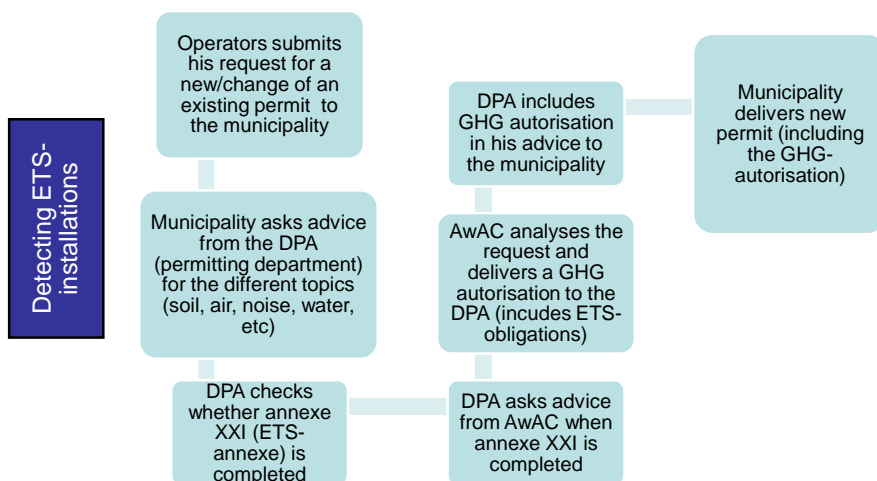 Detecting ETS-
installations
Operators submits
his request for a
new/change of an
existing permit to
the municipality
Municipality asks advice
from the DPA
(permitting department)
for the different topics
(soil, air, noise, water,
etc)
DPA checks
whether annexe
XXI (ETS-
annexe) is
completed
DPA asks advice
from AwAC when
annexe XXI is
completed
AwAC analyses the
request and
delivers a GHG
autorisation to the
DPA (incudes ETS-
obligations)
DPA includes
GHG autorisation
in his advice to
the municipality
Municipality
delivers new
permit (including
the GHG-
autorisation)